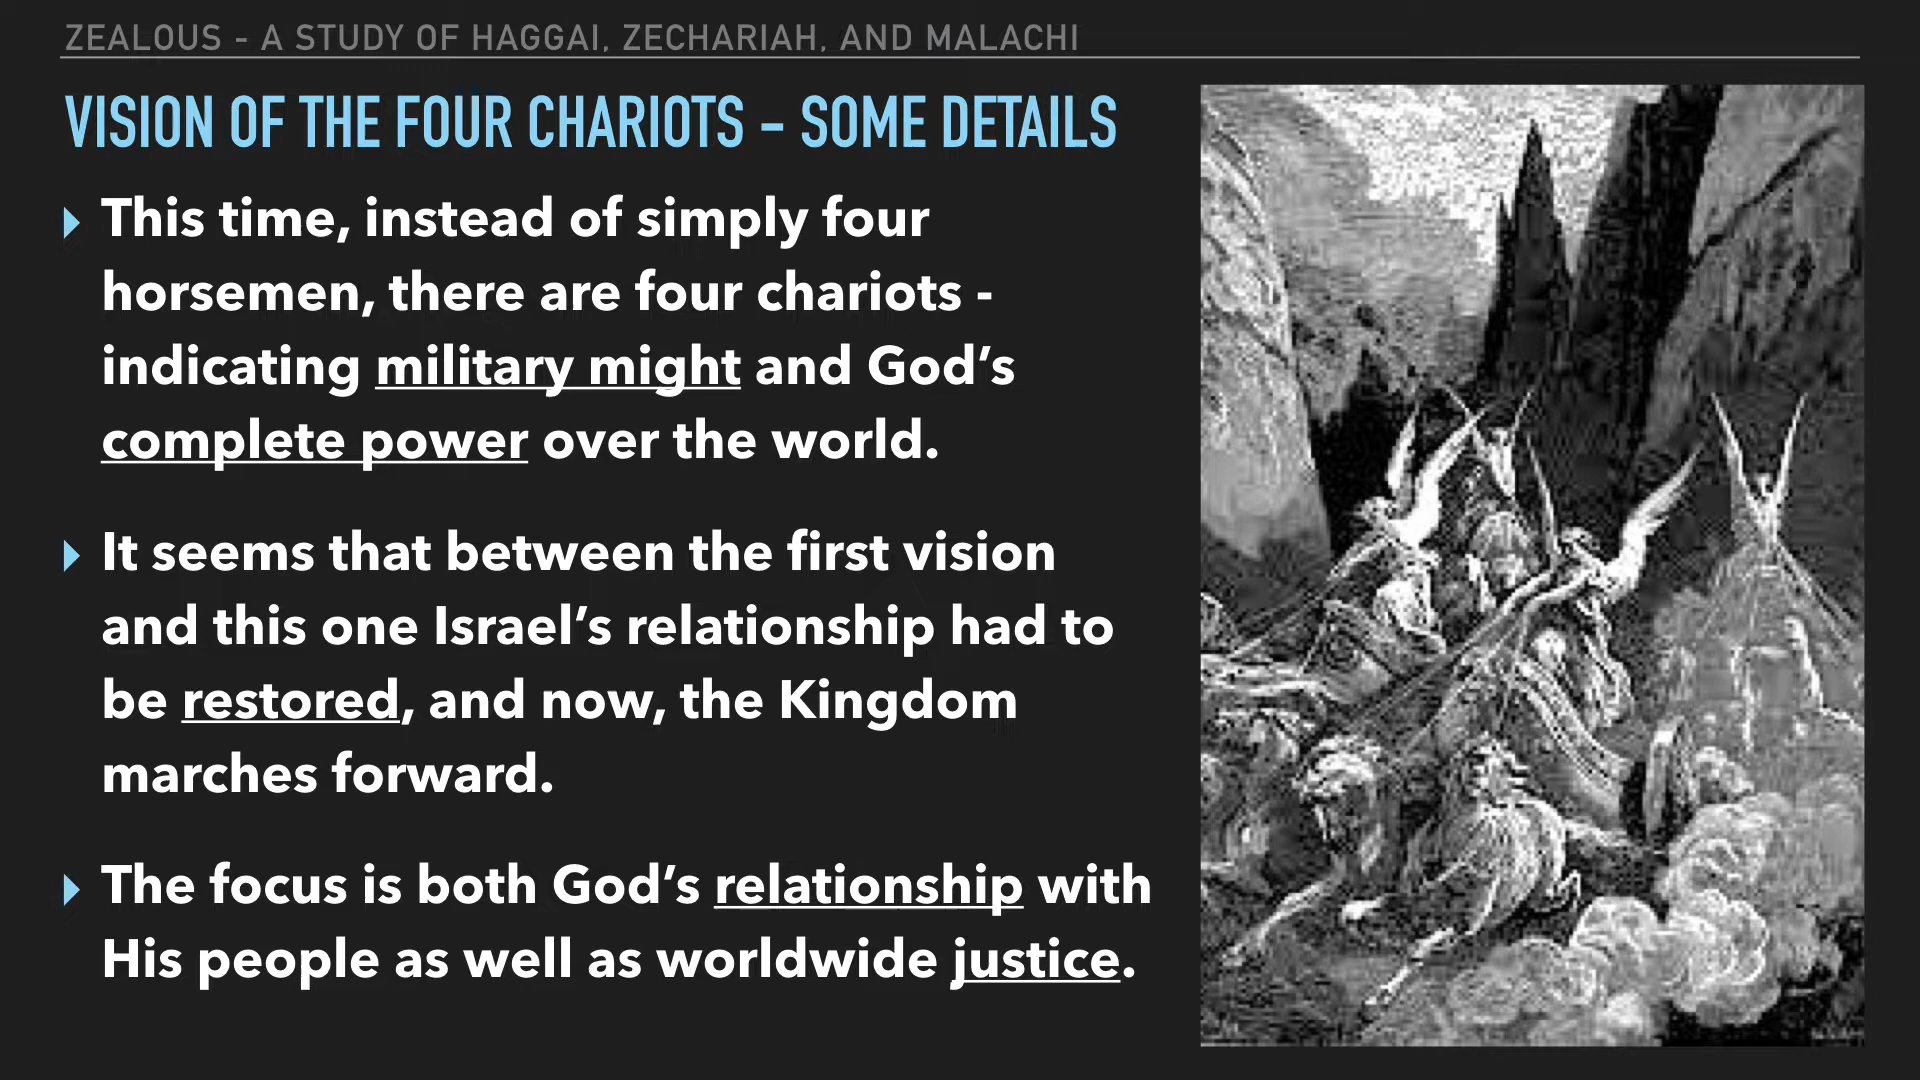 ZEALOUS - A STUDY OF HAGGAI, ZECHARIAH, AND MALACHI
VISION OF THE FOUR CHARIOTS - SOME DETAILS
This time, instead of simply four
horsemen, there are four chariots -
indicating military might and God’s
complete power over the world.
It seems that between the first vision
and this one Israel’s relationship had to
be restored, and now, the Kingdom
marches forward.
The focus is both God’s relationship with
His people as well as worldwide justice.